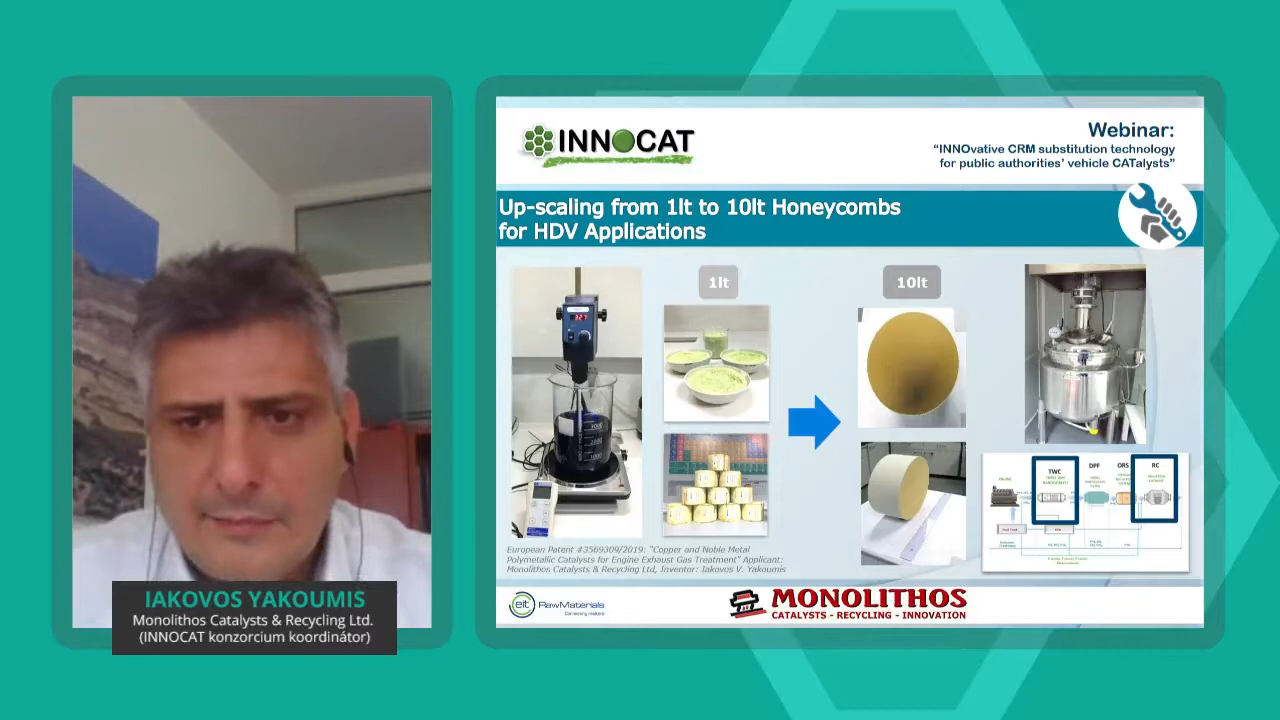 INNOCAT
Webinar:
“INNOvative CRM substitution technology
for public authorities’ vehicle CATalysts”
Up-scaling from 1lt to 10lt Honeycombs
for HDV Applications
1lt
10lt
3000
2000
1000
TWC
DPF
RC
European Patent #3569309/2019: “Copper and Noble Metal
Polymetallic Catalysts for Engine Exhaust Gas Treatment” Applicant:
Monolithos Catalysts & Recycling Ltd, Inventor: Iakovos V. Yakoumis
eit RawMaterials
MONOLITHOS
CATALYSTS - RECYCLING - INNOVATION
IAKOVOS YAKOUMIS
Monolithos Catalysts & Recycling Ltd.
(INNOCAT konzorcium koordinátor)